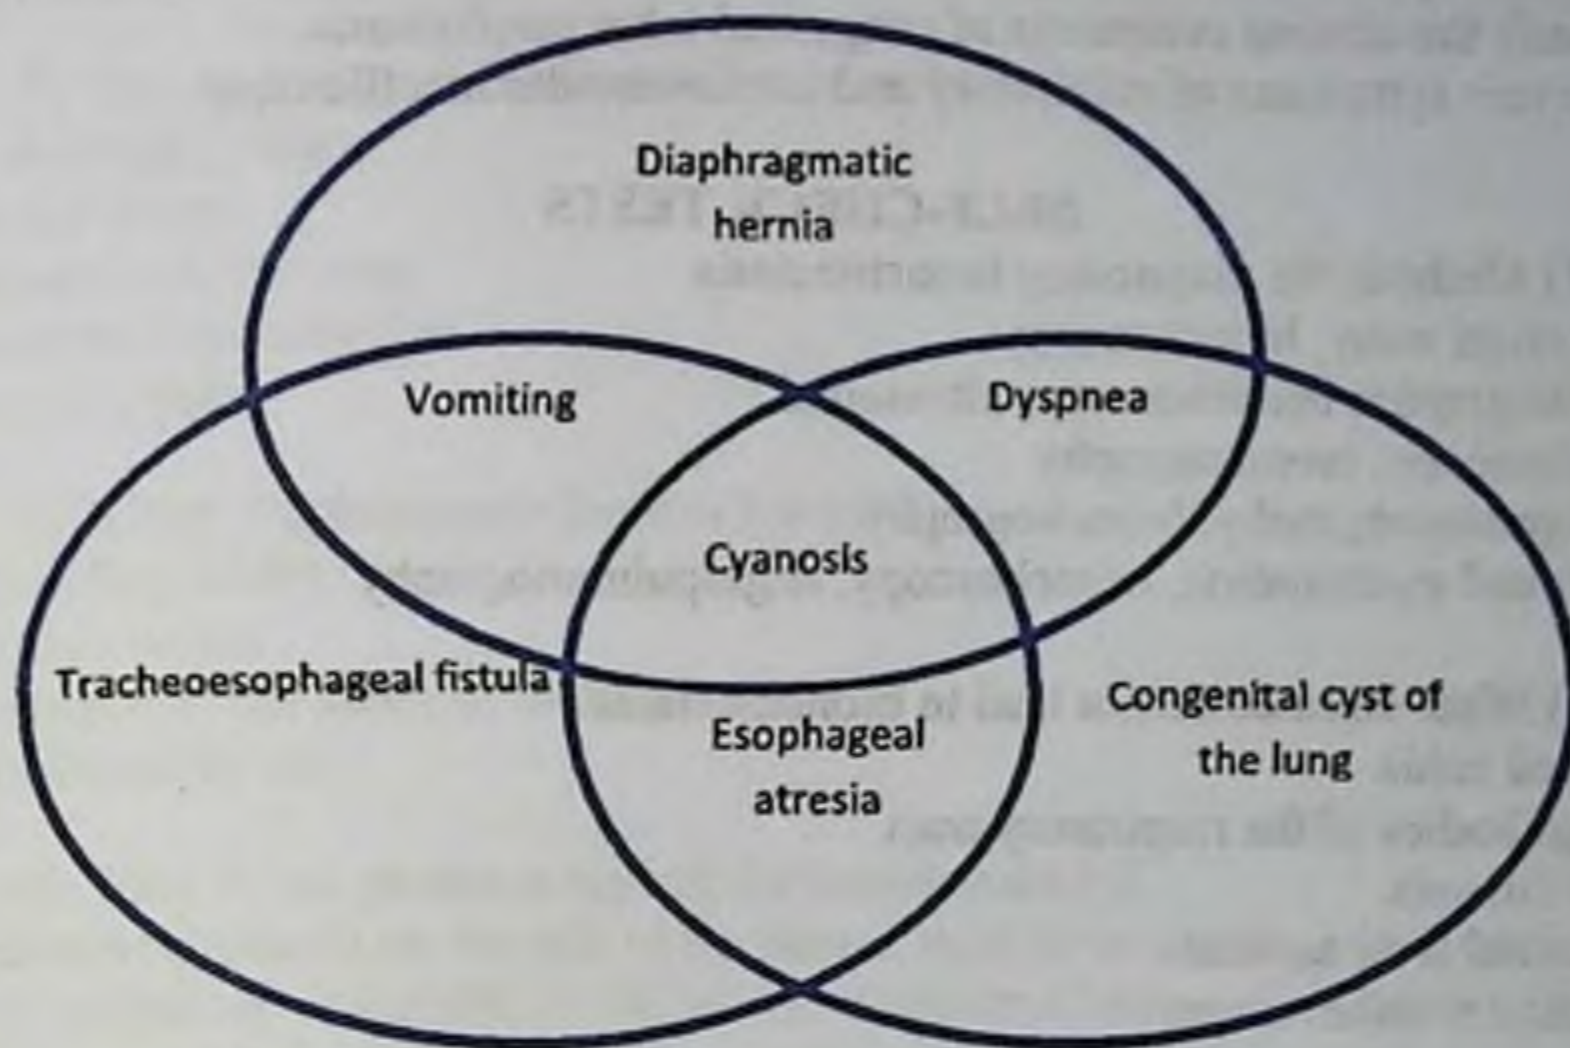 Diaphragmatic
hernia
Vomiting
Dyspnea
Cyanosis
Tracheoesophageal fistula
Esophageal
atresia
Congenital cyst of
the lung